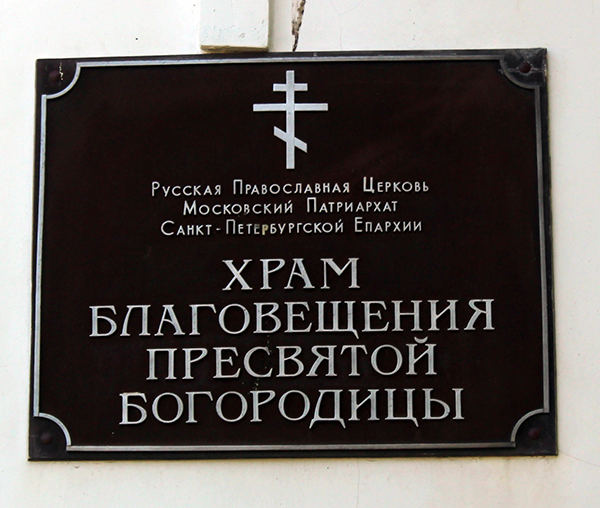 Русская Православная Церковь
Московский Патриархат
Санкт-Петербургской Епархии
ХРАМ
БЛАГОВЕЩЕНИЯ
ПРЕСВЯТОЙ
БОГОРОДИЦЫ